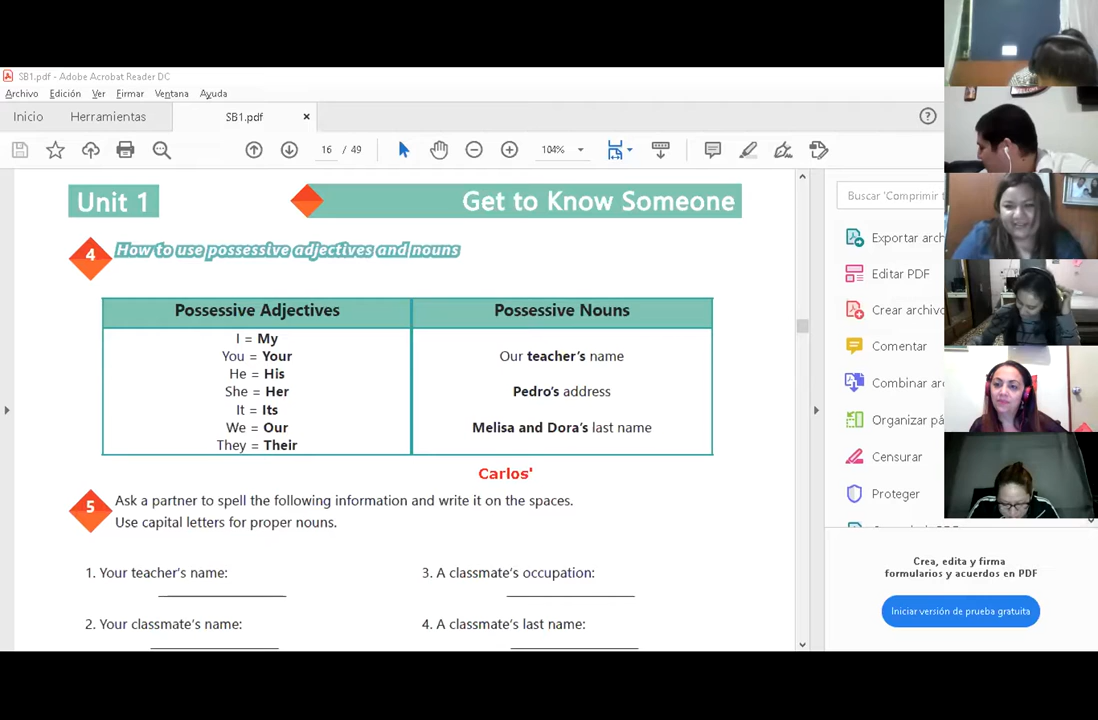 SB1.pdf - Adobe Acrobat Reader DC
Archivo Edición Ver Firmar Ventana Ayuda
Inicio Herramientas SB1.pdf ×
16 / 49 104%
Buscar 'Comprimir
Unit 1 Get to Know Someone
4 How to use possessive adjectives and nouns
Possessive Adjectives Possessive Nouns
I = My
You = Your Our teacher's name
He = His
She = Her Pedro's address
It = Its
We = Our Melisa and Dora's last name
They = Their
Carlos'
5 Ask a partner to spell the following information and write it on the spaces.
Use capital letters for proper nouns.
1. Your teacher's name: 3. A classmate's occupation:
2. Your classmate's name: 4. A classmate's last name:
Exportar arch
Editar PDF
Crear archivo
Comentar
Combinar arc
Organizar pá
Censurar
Proteger
Crea, edita y firma
formularios y acuerdos en PDF
Iniciar versión de prueba gratuita